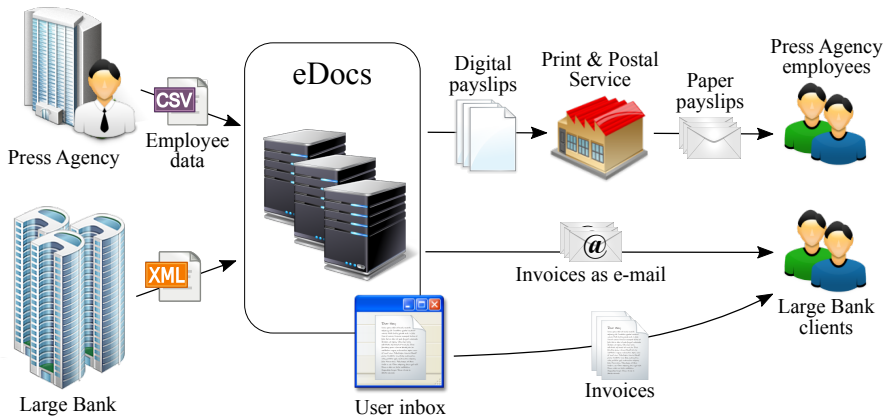 Press Agency
CSV
Employee
data
eDocs
Digital
payslips
Print & Postal
Service
Paper
payslips
Press Agency
employees
Large Bank
XML
@
Invoices as e-mail
Large Bank
clients
User inbox
Invoices